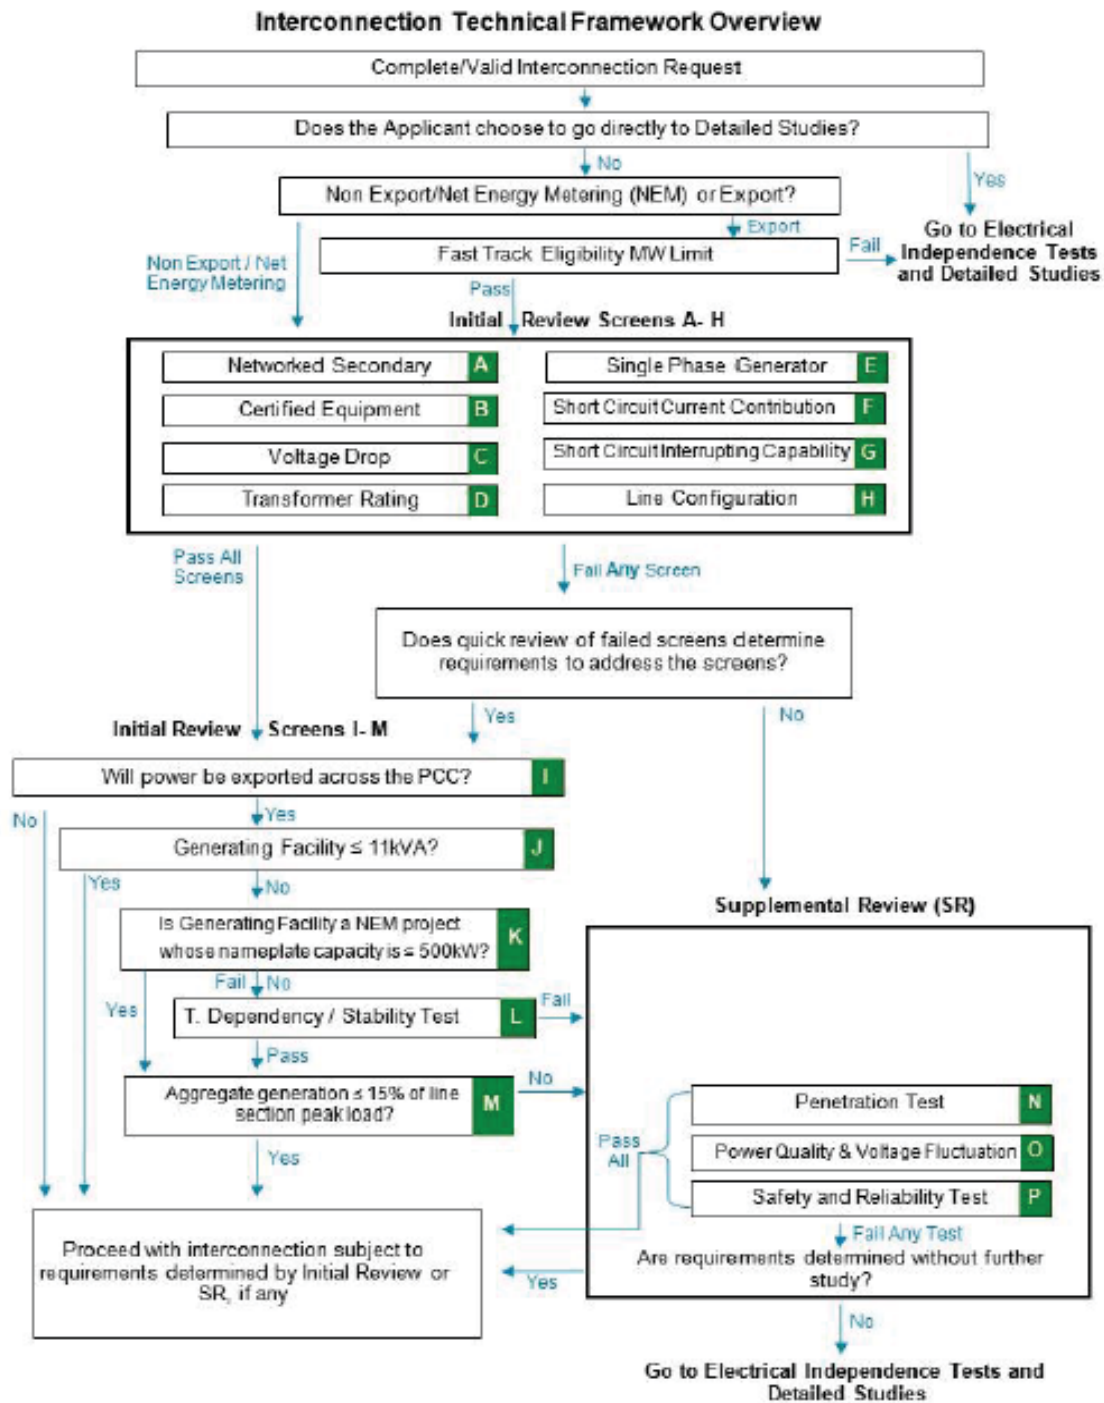 Interconnection Technical Framework Overview
Complete/Valid Interconnection Request
Does the Applicant choose to go directly to Detailed Studies?
No
Yes
Non Export/Net Energy Metering (NEM) or Export?
Export
Go to Electrical
Independence Tests
and Detailed Studies
Fast Track Eligibility MW Limit
Fail
Non Export / Net
Energy Metering
Pass
Initial Review Screens A- H
Networked Secondary A
Certified Equipment B
Voltage Drop C
Transformer Rating D
Single Phase Generator E
Short Circuit Current Contribution F
Short Circuit Interrupting Capability G
Line Configuration H
Pass All
Screens
Fail Any Screen
Does quick review of failed screens determine
requirements to address the screens?
Yes
No
Initial Review Screens I- M
Will power be exported across the PCC? I
No
Yes
Generating Facility ≤ 11kVA? J
Yes
No
Is Generating Facility a NEM project
whose nameplate capacity is ≤ 500kW? K
Fail No
Yes
T. Dependency / Stability Test L
Fail
Pass
Aggregate generation ≤ 15% of line
section peak load? M
No
Yes
Supplemental Review (SR)
Penetration Test N
Power Quality & Voltage Fluctuation O
Safety and Reliability Test P
Pass
All
Fail Any Test
Are requirements determined without further
study?
Yes
No
Proceed with interconnection subject to
requirements determined by Initial Review or
SR, if any
Go to Electrical Independence Tests and
Detailed Studies